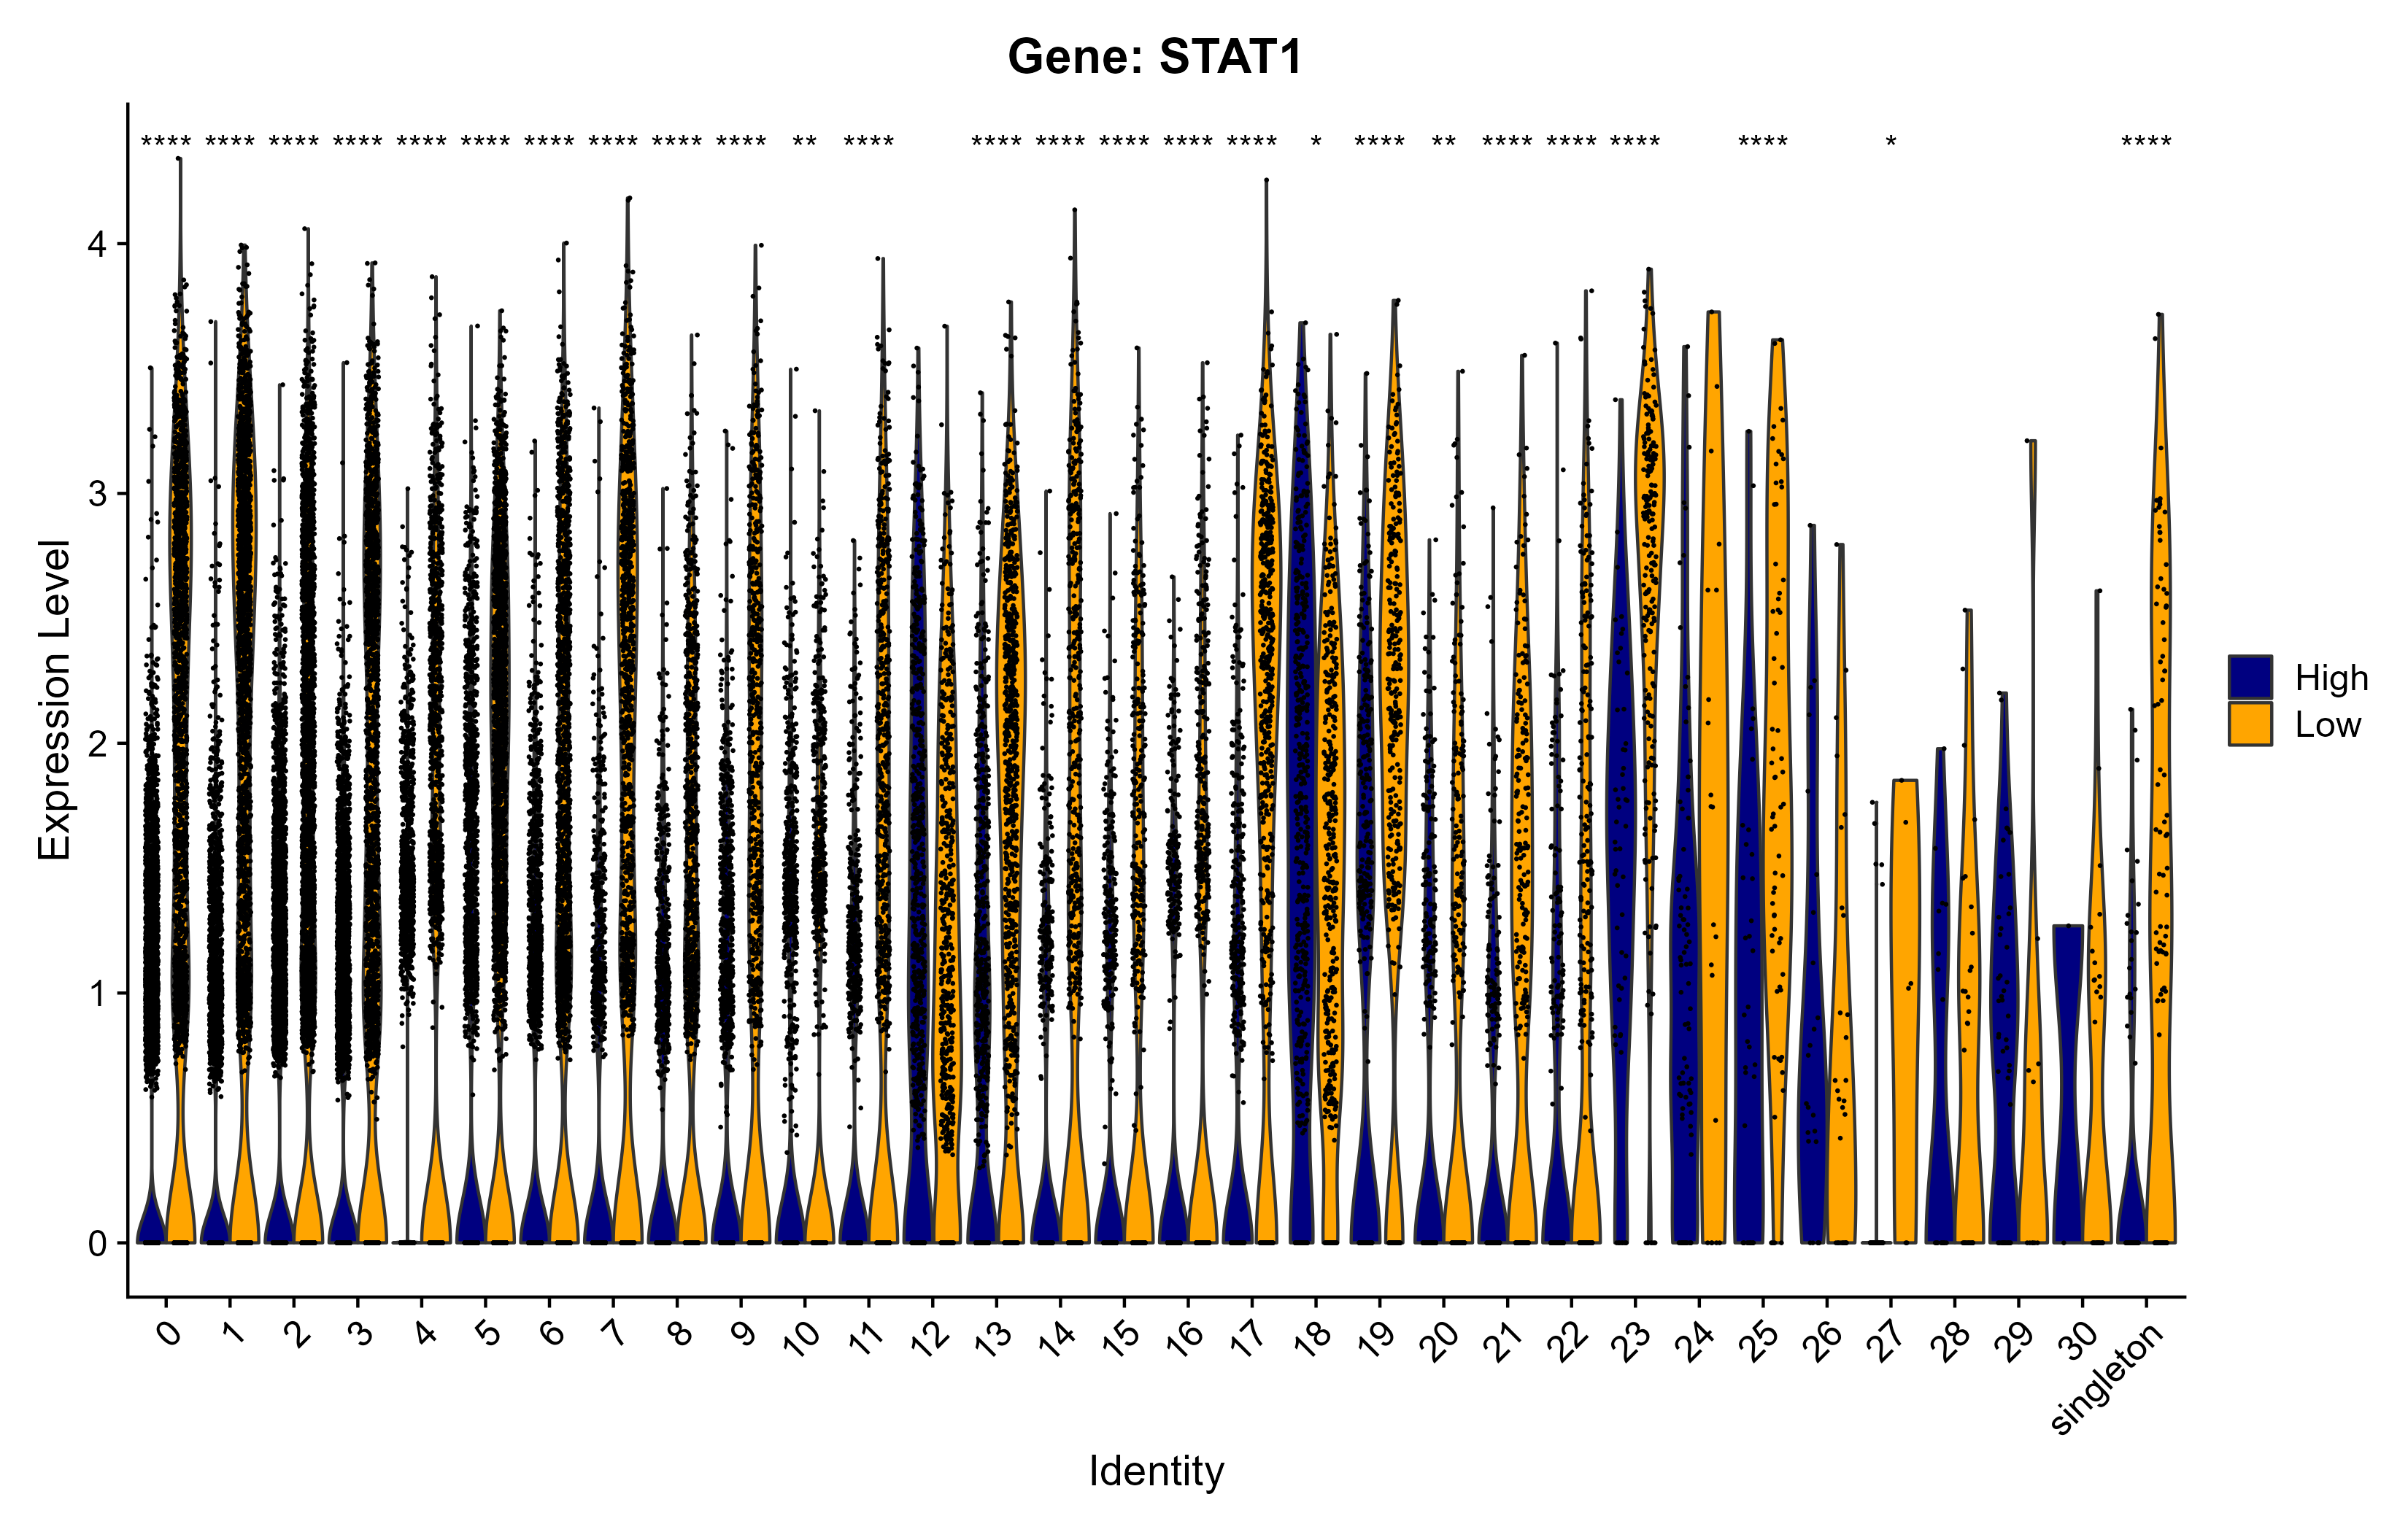 Gene: STAT1
**** **** **** **** **** **** **** **** **** **** ** **** **** **** **** **** **** * **** ** **** **** **** **** * ****
4
3
2
1
0
Expression Level
High
Low
0 1 2 3 4 5 6 7 8 9 10 11 12 13 14 15 16 17 18 19 20 21 22 23 24 25 26 27 28 29 30 singleton
Identity